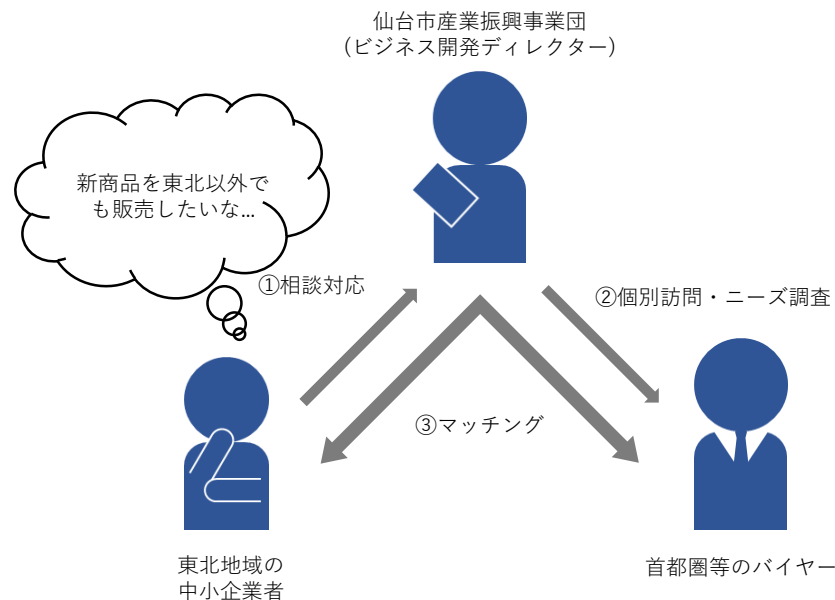 仙台市産業振興事業団
(ビジネス開発ディレクター)
新商品を東北以外で
も販売したいな...
①相談対応
②個別訪問・ニーズ調査
③マッチング
東北地域の
中小企業者
首都圏等のバイヤー